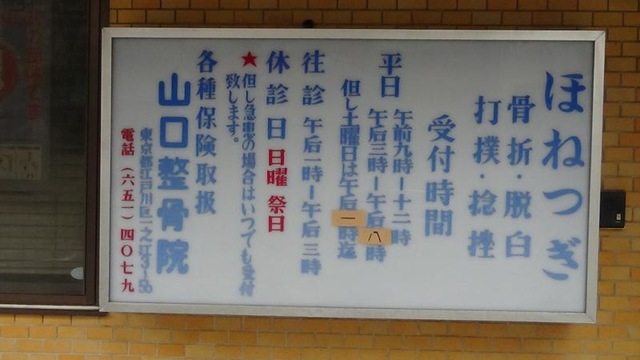 ほねつぎ
骨折・脱臼
打撲・捻挫
受付時間
平日 午前九時ー十二時
午后三時ー午后八時
但し土曜日は午后一時迄
往診 午后一時ー午后三時
休診日 日曜 祭日
★但し急患の場合はいつでも受付
致します。
各種保険取扱
山口整骨院
東京都江戸川区一之江3-1-50
電話（六五一）四〇七九